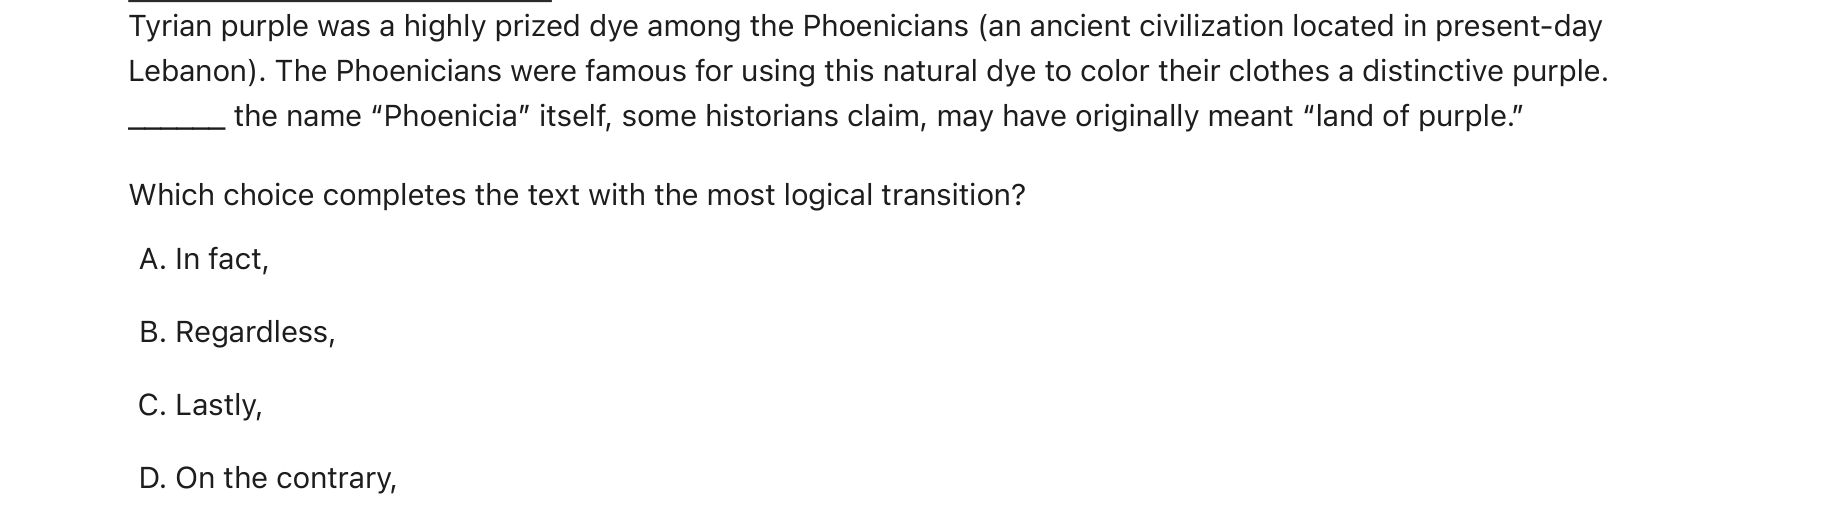 Tyrian purple was a highly prized dye among the Phoenicians (an ancient civilization located in present-day
Lebanon). The Phoenicians were famous for using this natural dye to color their clothes a distinctive purple.
______ the name “Phoenicia” itself, some historians claim, may have originally meant “land of purple.”
Which choice completes the text with the most logical transition?
A. In fact,
B. Regardless,
C. Lastly,
D. On the contrary,